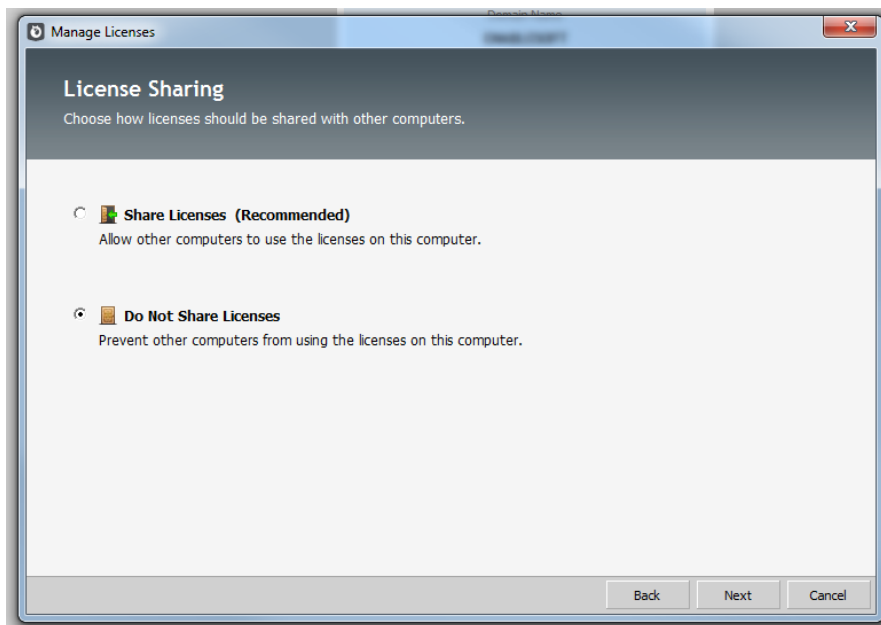 Domain Name
Manage Licenses
License Sharing
Choose how licenses should be shared with other computers.
Share Licenses (Recommended)
Allow other computers to use the licenses on this computer.
Do Not Share Licenses
Prevent other computers from using the licenses on this computer.
Back Next Cancel